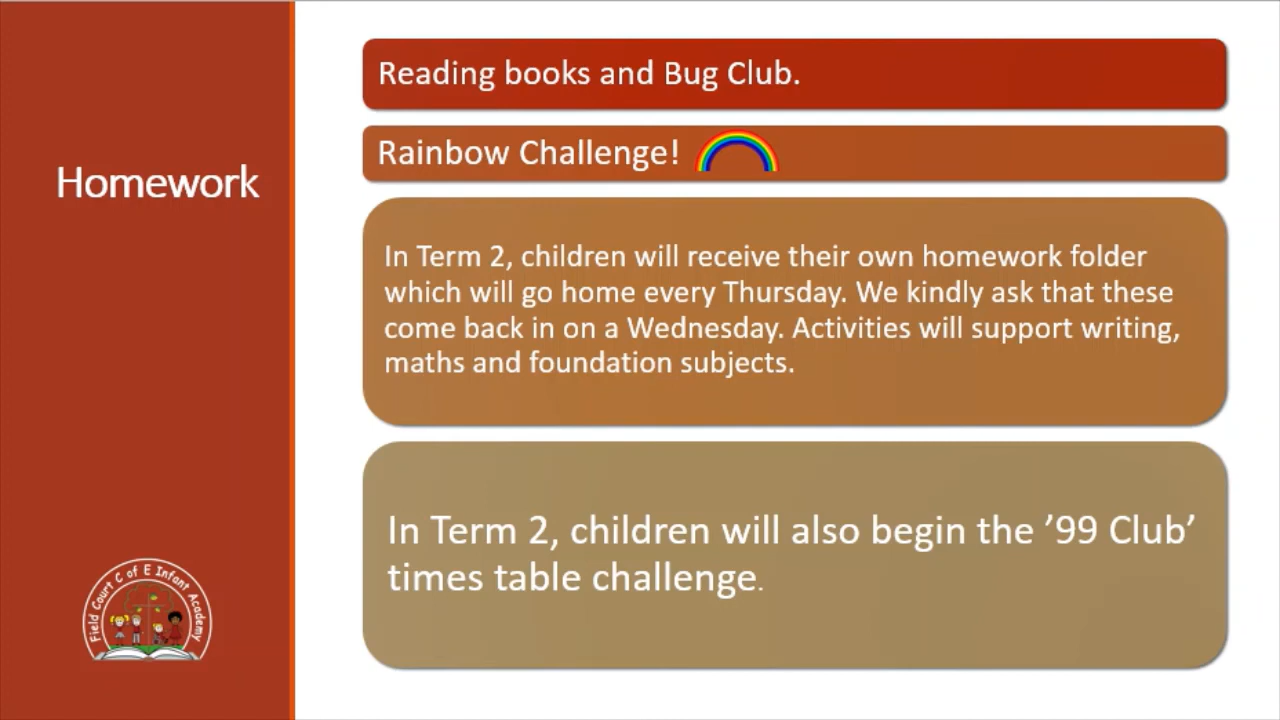 Homework
Reading books and Bug Club.
Rainbow Challenge!
In Term 2, children will receive their own homework folder
which will go home every Thursday. We kindly ask that these
come back in on a Wednesday. Activities will support writing,
maths and foundation subjects.
In Term 2, children will also begin the ’99 Club’
times table challenge.
Field Court C of E Infant Academy